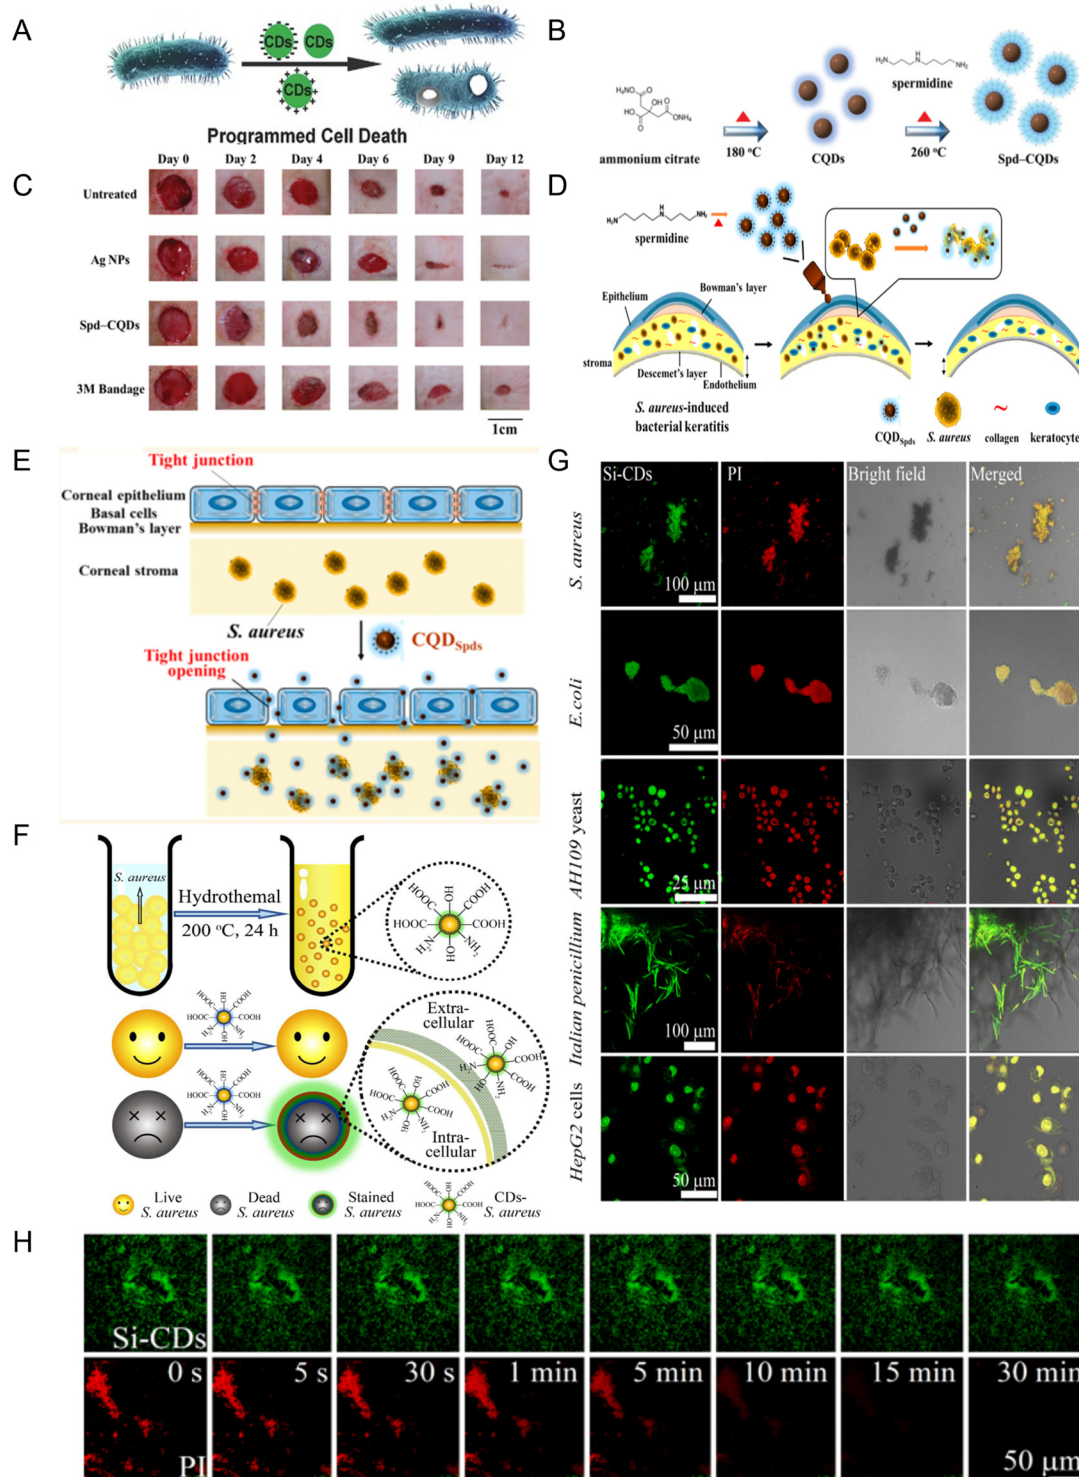 A
CDs
CDs
CDs
Programmed Cell Death
B
spermidine
ammonium citrate
180 °C
CQDs
260 °C
Spd–CQDs
C
Day 0
Day 2
Day 4
Day 6
Day 9
Day 12
Untreated
Ag NPs
Spd–CQDs
3M Bandage
1cm
D
spermidine
Epithelium
Bowman's layer
stroma
Descemet's layer
Endothelium
S. aureus-induced
bacterial keratitis
CQDSpds
S. aureus
collagen
keratocyte
E
Tight junction
Corneal epithelium
Basal cells
Bowman's layer
Corneal stroma
S. aureus
CQDSpds
Tight junction
opening
F
S. aureus
Hydrothemal
200 °C, 24 h
HO
HOOC
COOH
HOOC
COOH
H2N
NH2
OH
Extra-
cellular
Intra-
cellular
Live
S. aureus
Dead
S. aureus
Stained
S. aureus
CDs-
S. aureus
G
Si-CDs
PI
Bright field
Merged
S. aureus
100 μm
E.coli
50 μm
AH109 yeast
25 μm
Italian penicillium
100 μm
HepG2 cells
50 μm
H
Si-CDs
0 s
5 s
30 s
1 min
5 min
10 min
15 min
30 min
PI
50 μm